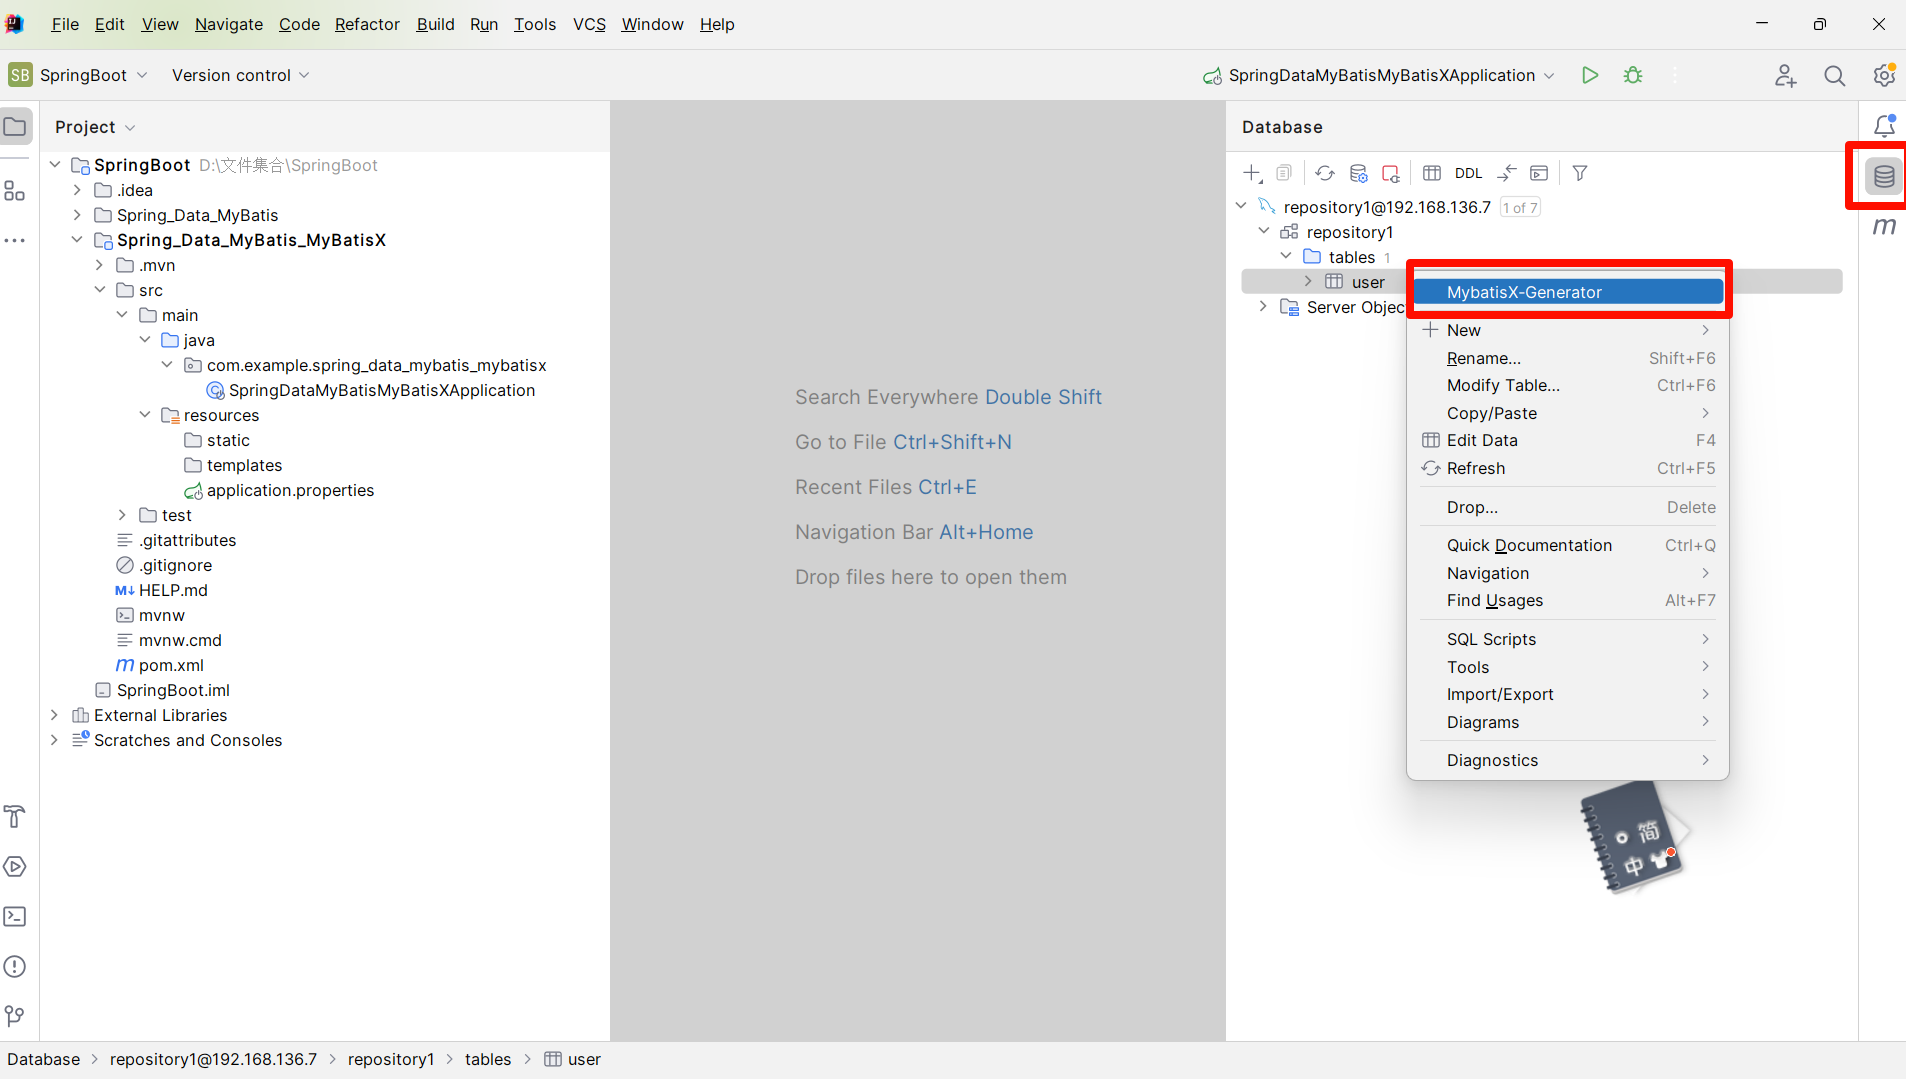 File Edit View Navigate Code Refactor Build Run Tools VCS Window Help
SB SpringBoot Version control SpringDataMyBatisMyBatisXApplication
Project
SpringBoot D:\文件集合\SpringBoot
.idea
Spring_Data_MyBatis
Spring_Data_MyBatis_MyBatisX
.mvn
src
main
java
com.example.spring_data_mybatis_mybatisx
SpringDataMyBatisMyBatisXApplication
resources
static
templates
application.properties
test
.gitattributes
.gitignore
M↓ HELP.md
mvnw
mvnw.cmd
m pom.xml
SpringBoot.iml
External Libraries
Scratches and Consoles
Search Everywhere Double Shift
Go to File Ctrl+Shift+N
Recent Files Ctrl+E
Navigation Bar Alt+Home
Drop files here to open them
Database
DDL
repository1@192.168.136.7 1 of 7
repository1
tables 1
user
Server Objec
m
MybatisX-Generator
New
Rename... Shift+F6
Modify Table... Ctrl+F6
Copy/Paste
Edit Data F4
Refresh Ctrl+F5
Drop... Delete
Quick Documentation Ctrl+Q
Navigation
Find Usages Alt+F7
SQL Scripts
Tools
Import/Export
Diagrams
Diagnostics
简
中
Database repository1@192.168.136.7 repository1 tables user